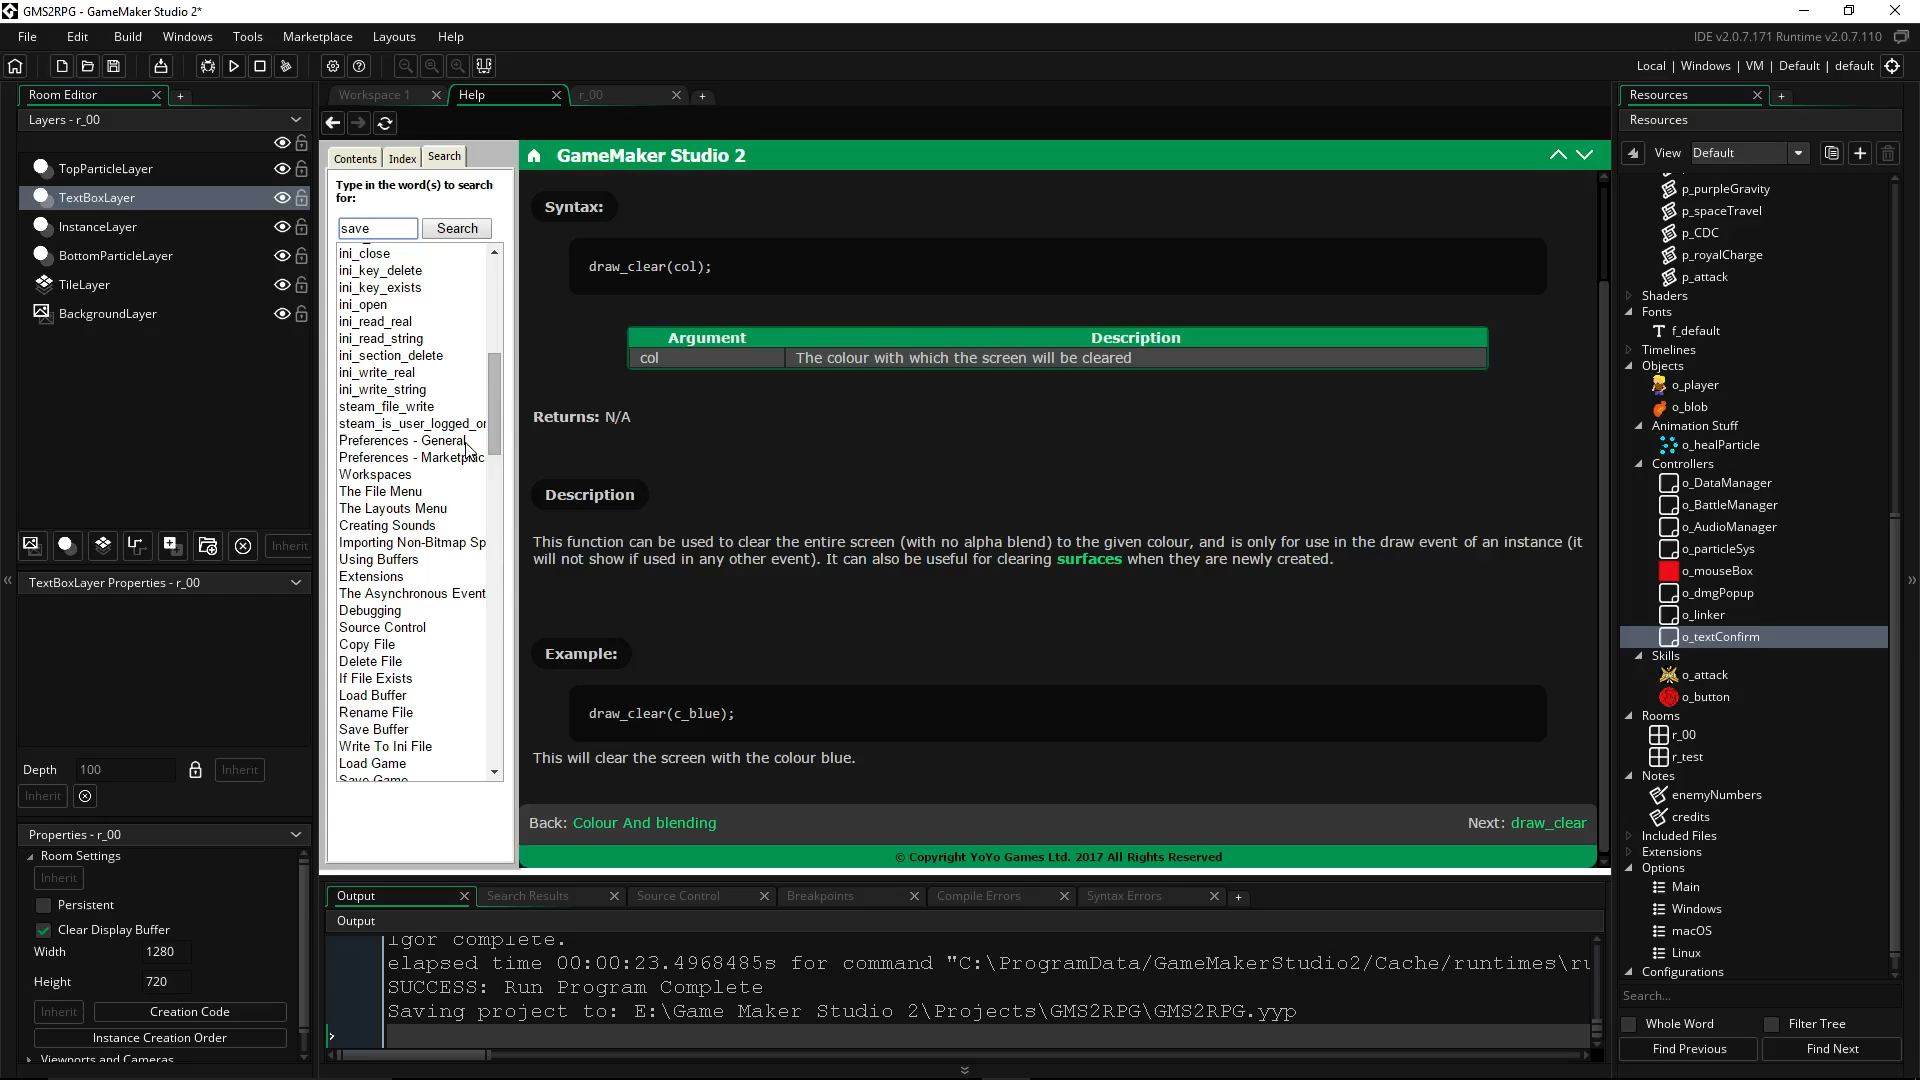 GMS2RPG - GameMaker Studio 2*
File Edit Build Windows Tools Marketplace Layouts Help
IDE v2.0.7.171 Runtime v2.0.7.110
Local | Windows | VM | Default | default
Room Editor
Layers - r_00
TopParticleLayer
TextBoxLayer
InstanceLayer
BottomParticleLayer
TileLayer
BackgroundLayer
Inherit
TextBoxLayer Properties - r_00
Depth 100 Inherit
Inherit
Properties - r_00
Room Settings
Inherit
Persistent
Clear Display Buffer
Width 1280
Height 720
Inherit Creation Code
Instance Creation Order
Viewports and Cameras
Workspace 1 Help r_00
Contents Index Search
Type in the word(s) to search
for:
save Search
ini_close
ini_key_delete
ini_key_exists
ini_open
ini_read_real
ini_read_string
ini_section_delete
ini_write_real
ini_write_string
steam_file_write
steam_is_user_logged_or
Preferences - General
Preferences - Marketplac
Workspaces
The File Menu
The Layouts Menu
Creating Sounds
Importing Non-Bitmap Sp
Using Buffers
Extensions
The Asynchronous Event
Debugging
Source Control
Copy File
Delete File
If File Exists
Load Buffer
Rename File
Save Buffer
Write To Ini File
Load Game
Save Game
GameMaker Studio 2
Syntax:
draw_clear(col);
Argument Description
col The colour with which the screen will be cleared
Returns: N/A
Description
This function can be used to clear the entire screen (with no alpha blend) to the given colour, and is only for use in the draw event of an instance (it
will not show if used in any other event). It can also be useful for clearing surfaces when they are newly created.
Example:
draw_clear(c_blue);
This will clear the screen with the colour blue.
Back: Colour And blending Next: draw_clear
© Copyright YoYo Games Ltd. 2017 All Rights Reserved
Output Search Results Source Control Breakpoints Compile Errors Syntax Errors
Output
Igor complete.
elapsed time 00:00:23.4968485s for command "C:\ProgramData/GameMakerStudio2/Cache/runtimes\ru
SUCCESS: Run Program Complete
Saving project to: E:\Game Maker Studio 2\Projects\GMS2RPG\GMS2RPG.yyp
Resources
Resources
View Default
p_purpleGravity
p_spaceTravel
p_CDC
p_royalCharge
p_attack
Shaders
Fonts
f_default
Timelines
Objects
o_player
o_blob
Animation Stuff
o_healParticle
Controllers
o_DataManager
o_BattleManager
o_AudioManager
o_particleSys
o_mouseBox
o_dmgPopup
o_linker
o_textConfirm
Skills
o_attack
o_button
Rooms
r_00
r_test
Notes
enemyNumbers
credits
Included Files
Extensions
Options
Main
Windows
macOS
Linux
Configurations
Search...
Whole Word Filter Tree
Find Previous Find Next